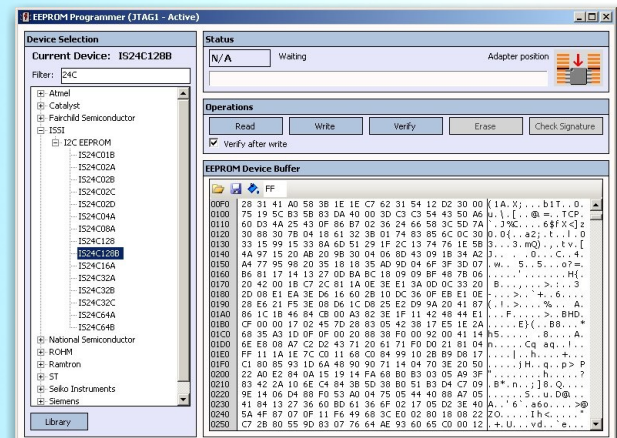 EEPROM Programmer (JTAG1 - Active)
Device Selection
Current Device: IS24C128B
Filter: 24C
Atmel
Catalyst
Fairchild Semiconductor
ISSI
I2C EEPROM
IS24C01B
IS24C02A
IS24C02B
IS24C02C
IS24C02D
IS24C04A
IS24C08A
IS24C128
IS24C128B
IS24C16A
IS24C32A
IS24C32B
IS24C32C
IS24C64A
IS24C64B
National Semiconductor
ROHM
Ramtron
ST
Seiko Instruments
Siemens
Library
Status
N/A Waiting Adapter position
Operations
Read Write Verify Erase Check Signature
Verify after write
EEPROM Device Buffer
FF
00F0 28 31 41 A0 58 3B 1E 1E C7 62 31 54 12 D2 30 00
0100 75 19 5C B3 5B 83 DA 40 00 3D C3 C3 54 43 50 A6
0110 60 D3 4A 25 43 0F 86 B7 02 36 24 66 58 3C 5D 7A
0120 30 88 30 7B 04 18 61 32 3B 01 74 83 85 6C 0C 30
0130 33 15 99 15 33 8A 6D 51 29 1F 2C 13 74 76 1E 5B
0140 4A 97 15 20 AB 20 9B 30 04 06 8D 43 09 1B 34 A2
0150 A4 77 95 98 20 35 18 18 35 AD 9D 04 6F 3F 3D 07
0160 B6 81 17 14 13 27 0D BA BC 18 09 09 BF 48 7B 06
0170 20 42 00 1B C7 2C 81 1A 0E 3E E1 3A 0D 0C 33 20
0180 2D 08 E1 EA 3E D6 16 60 2B 10 DC 36 0F EB E1 0E
0190 28 E6 21 F5 3E 08 D6 1C D8 25 E2 D9 9A 20 41 87
01A0 86 1C 1B 46 84 CB 00 A3 82 3E 1F 11 42 48 44 E1
01B0 CF 00 00 17 02 45 7D 28 83 05 42 38 17 E5 1E 2A
01C0 68 35 A3 1D 0F 0F 00 20 88 38 F0 00 92 00 41 14
01D0 6E E8 08 A7 C2 D2 43 71 20 61 71 F0 D0 21 81 04
01E0 FF 11 1A 1E 7C C0 11 68 C0 84 99 10 2B B9 D8 17
01F0 C1 80 85 93 1D 6A 48 90 90 71 14 04 70 3E 20 50
0200 22 A0 E2 84 0A 15 19 14 FA 68 B0 B3 03 05 A9 3F
0210 83 42 2A 10 6E C4 84 3B 5D 38 B0 51 B3 D4 C7 09
0220 9E 14 06 D4 88 F0 53 A0 04 75 05 44 40 88 A7 05
0230 41 84 13 27 36 60 BD 61 36 6F 02 17 05 D2 3E 40
0240 5A 4F 87 07 0F 11 F6 49 68 3C E0 02 80 18 08 22
0250 C7 2B 80 55 9D 83 07 76 64 AE 93 60 65 C0 00 12